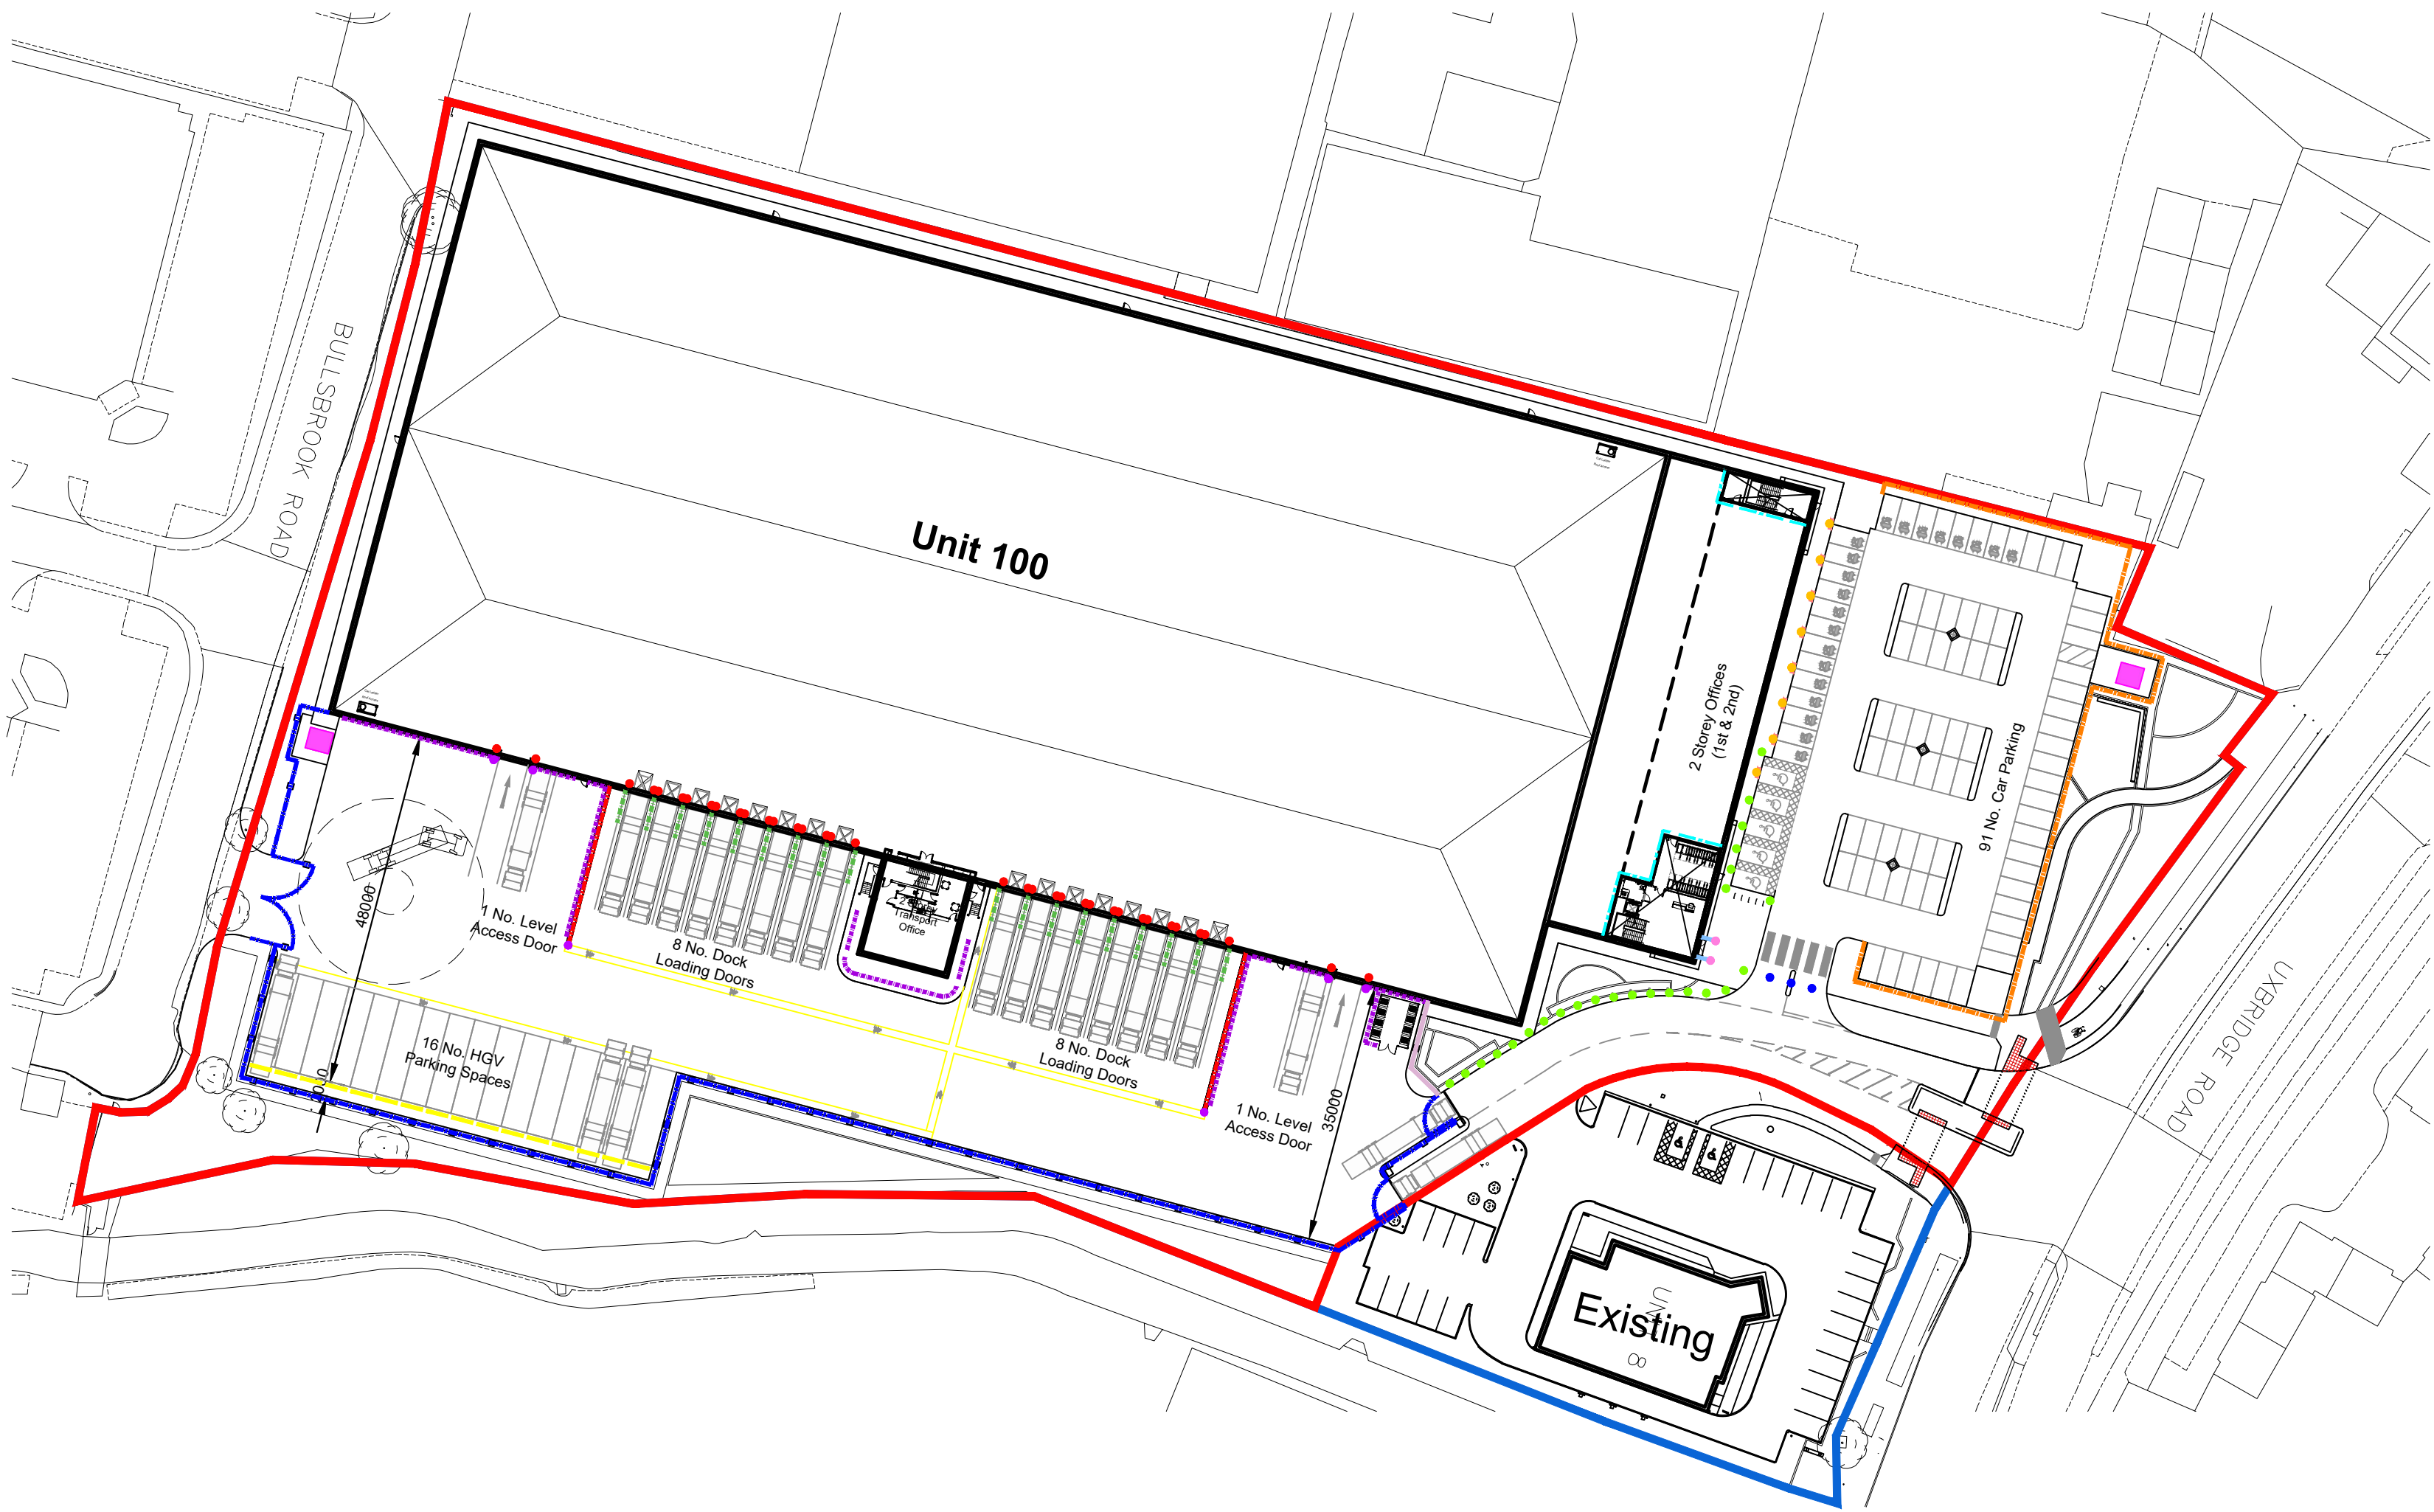 BULLSBROOK ROAD
Unit 100
2 Storey Offices
(1st & 2nd)
91 No. Car Parking
UXBRIDGE ROAD
48000
1 No. Level
Access Door
8 No. Dock
Loading Doors
Transport
Office
16 No. HGV
Parking Spaces
8 No. Dock
Loading Doors
1 No. Level
Access Door
35000
Existing
8